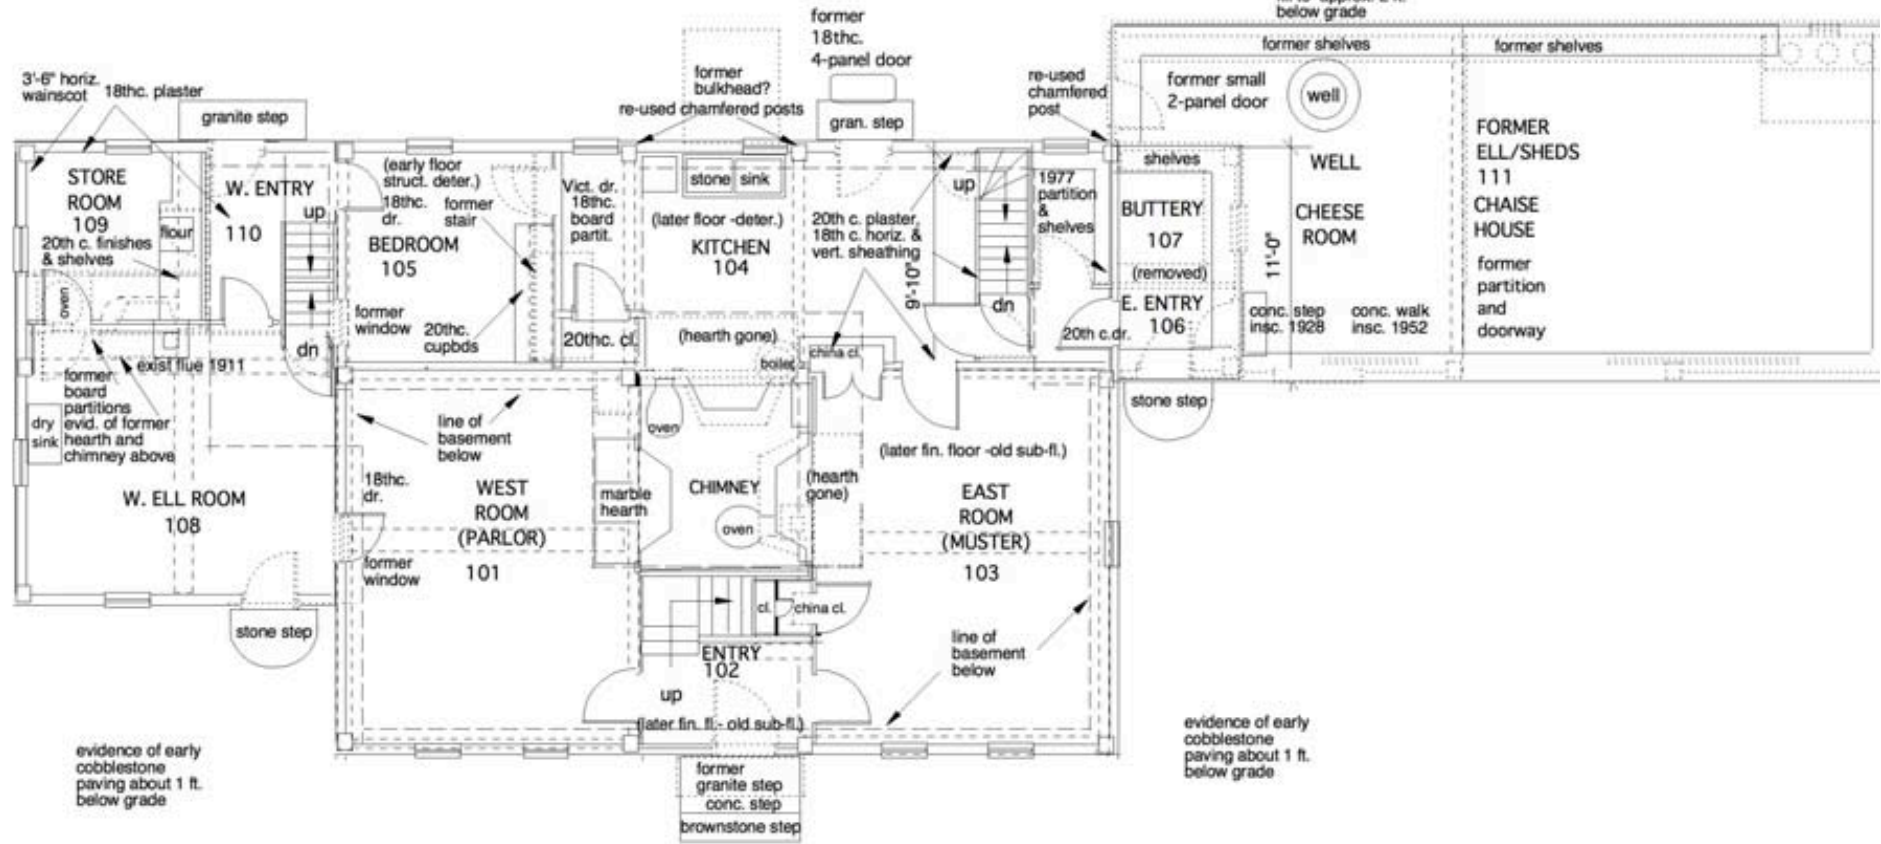 below grade
former
18thc.
4-panel door
former shelves
former shelves
3'-6" horiz.
wainscot
18thc. plaster
granite step
former
bulkhead?
re-used chamfered posts
gran. step
re-used
chamfered
post
former small
2-panel door
well
FORMER
ELL/SHEDS
111
CHAISE
HOUSE
former
partition
and
doorway
STORE
ROOM
109
W. ENTRY
110
up
flour
20th c. finishes
& shelves
oven
(early floor
struct. deter.)
18thc.
dr.
former
stair
BEDROOM
105
Vict. dr.
18thc.
board
partit.
stone sink
(later floor -deter.)
KITCHEN
104
20th c. plaster,
18th c. horiz. &
vert. sheathing
9'-10"
up
dn
1977
partition
&
shelves
shelves
BUTTERY
107
(removed)
E. ENTRY
106
20th c.dr.
WELL
CHEESE
ROOM
11'-0"
conc. step
insc. 1928
conc. walk
insc. 1952
stone step
former
window
dn
20thc.
cupbds
20thc. cl.
(hearth gone)
boiler
china cl.
exist flue 1911
former
board
partitions
evid. of former
hearth and
chimney above
dry
sink
W. ELL ROOM
108
line of
basement
below
18thc.
dr.
former
window
WEST
ROOM
(PARLOR)
101
marble
hearth
oven
CHIMNEY
oven
(hearth
gone)
(later fin. floor -old sub-fl.)
EAST
ROOM
(MUSTER)
103
stone step
cl.
china cl.
ENTRY
102
up
(later fin. fl.- old sub-fl.)
line of
basement
below
former
granite step
conc. step
brownstone step
evidence of early
cobblestone
paving about 1 ft.
below grade
evidence of early
cobblestone
paving about 1 ft.
below grade